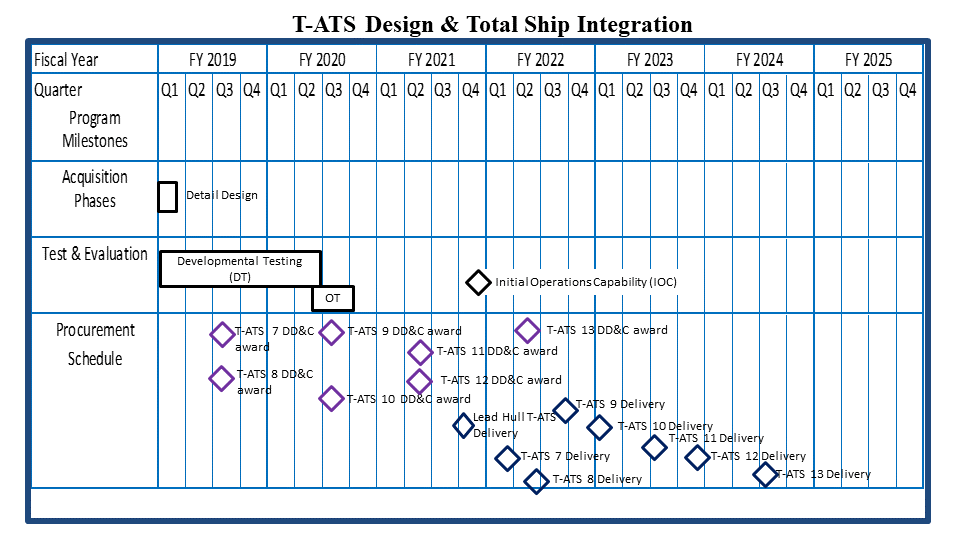 T-ATS Design & Total Ship Integration
Fiscal Year FY 2019 FY 2020 FY 2021 FY 2022 FY 2023 FY 2024 FY 2025
Quarter Q1 Q2 Q3 Q4 Q1 Q2 Q3 Q4 Q1 Q2 Q3 Q4 Q1 Q2 Q3 Q4 Q1 Q2 Q3 Q4 Q1 Q2 Q3 Q4 Q1 Q2 Q3 Q4
Program
Milestones
Acquisition
Phases
Detail Design
Test & Evaluation
Developmental Testing
(DT)
OT
Initial Operations Capability (IOC)
Procurement
Schedule
T-ATS 7 DD&C
award
T-ATS 9 DD&C award
T-ATS 13 DD&C award
T-ATS 11 DD&C award
T-ATS 8 DD&C
award
T-ATS 12 DD&C award
T-ATS 10 DD&C award
T-ATS 9 Delivery
Lead Hull T-ATS
Delivery
T-ATS 10 Delivery
T-ATS 11 Delivery
T-ATS 7 Delivery
T-ATS 12 Delivery
T-ATS 8 Delivery
T-ATS 13 Delivery